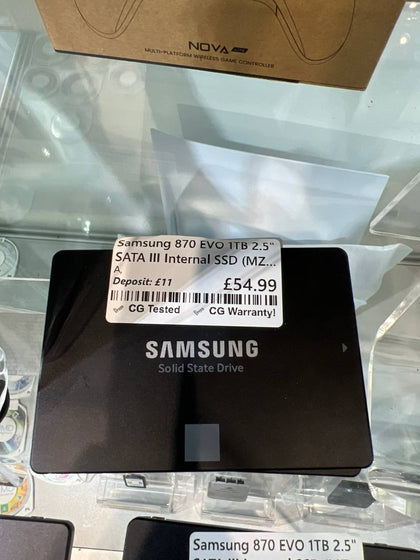 NOVA LITE
MULTI-PLATFORM WIRELESS GAME CONTROLLER
Samsung 870 EVO 1TB 2.5"
SATA III Internal SSD (MZ...
A.
Deposit: £11
£54.99
CG Tested
CG Warranty!
SAMSUNG
Solid State Drive
Samsung 870 EVO 1TB 2.5"